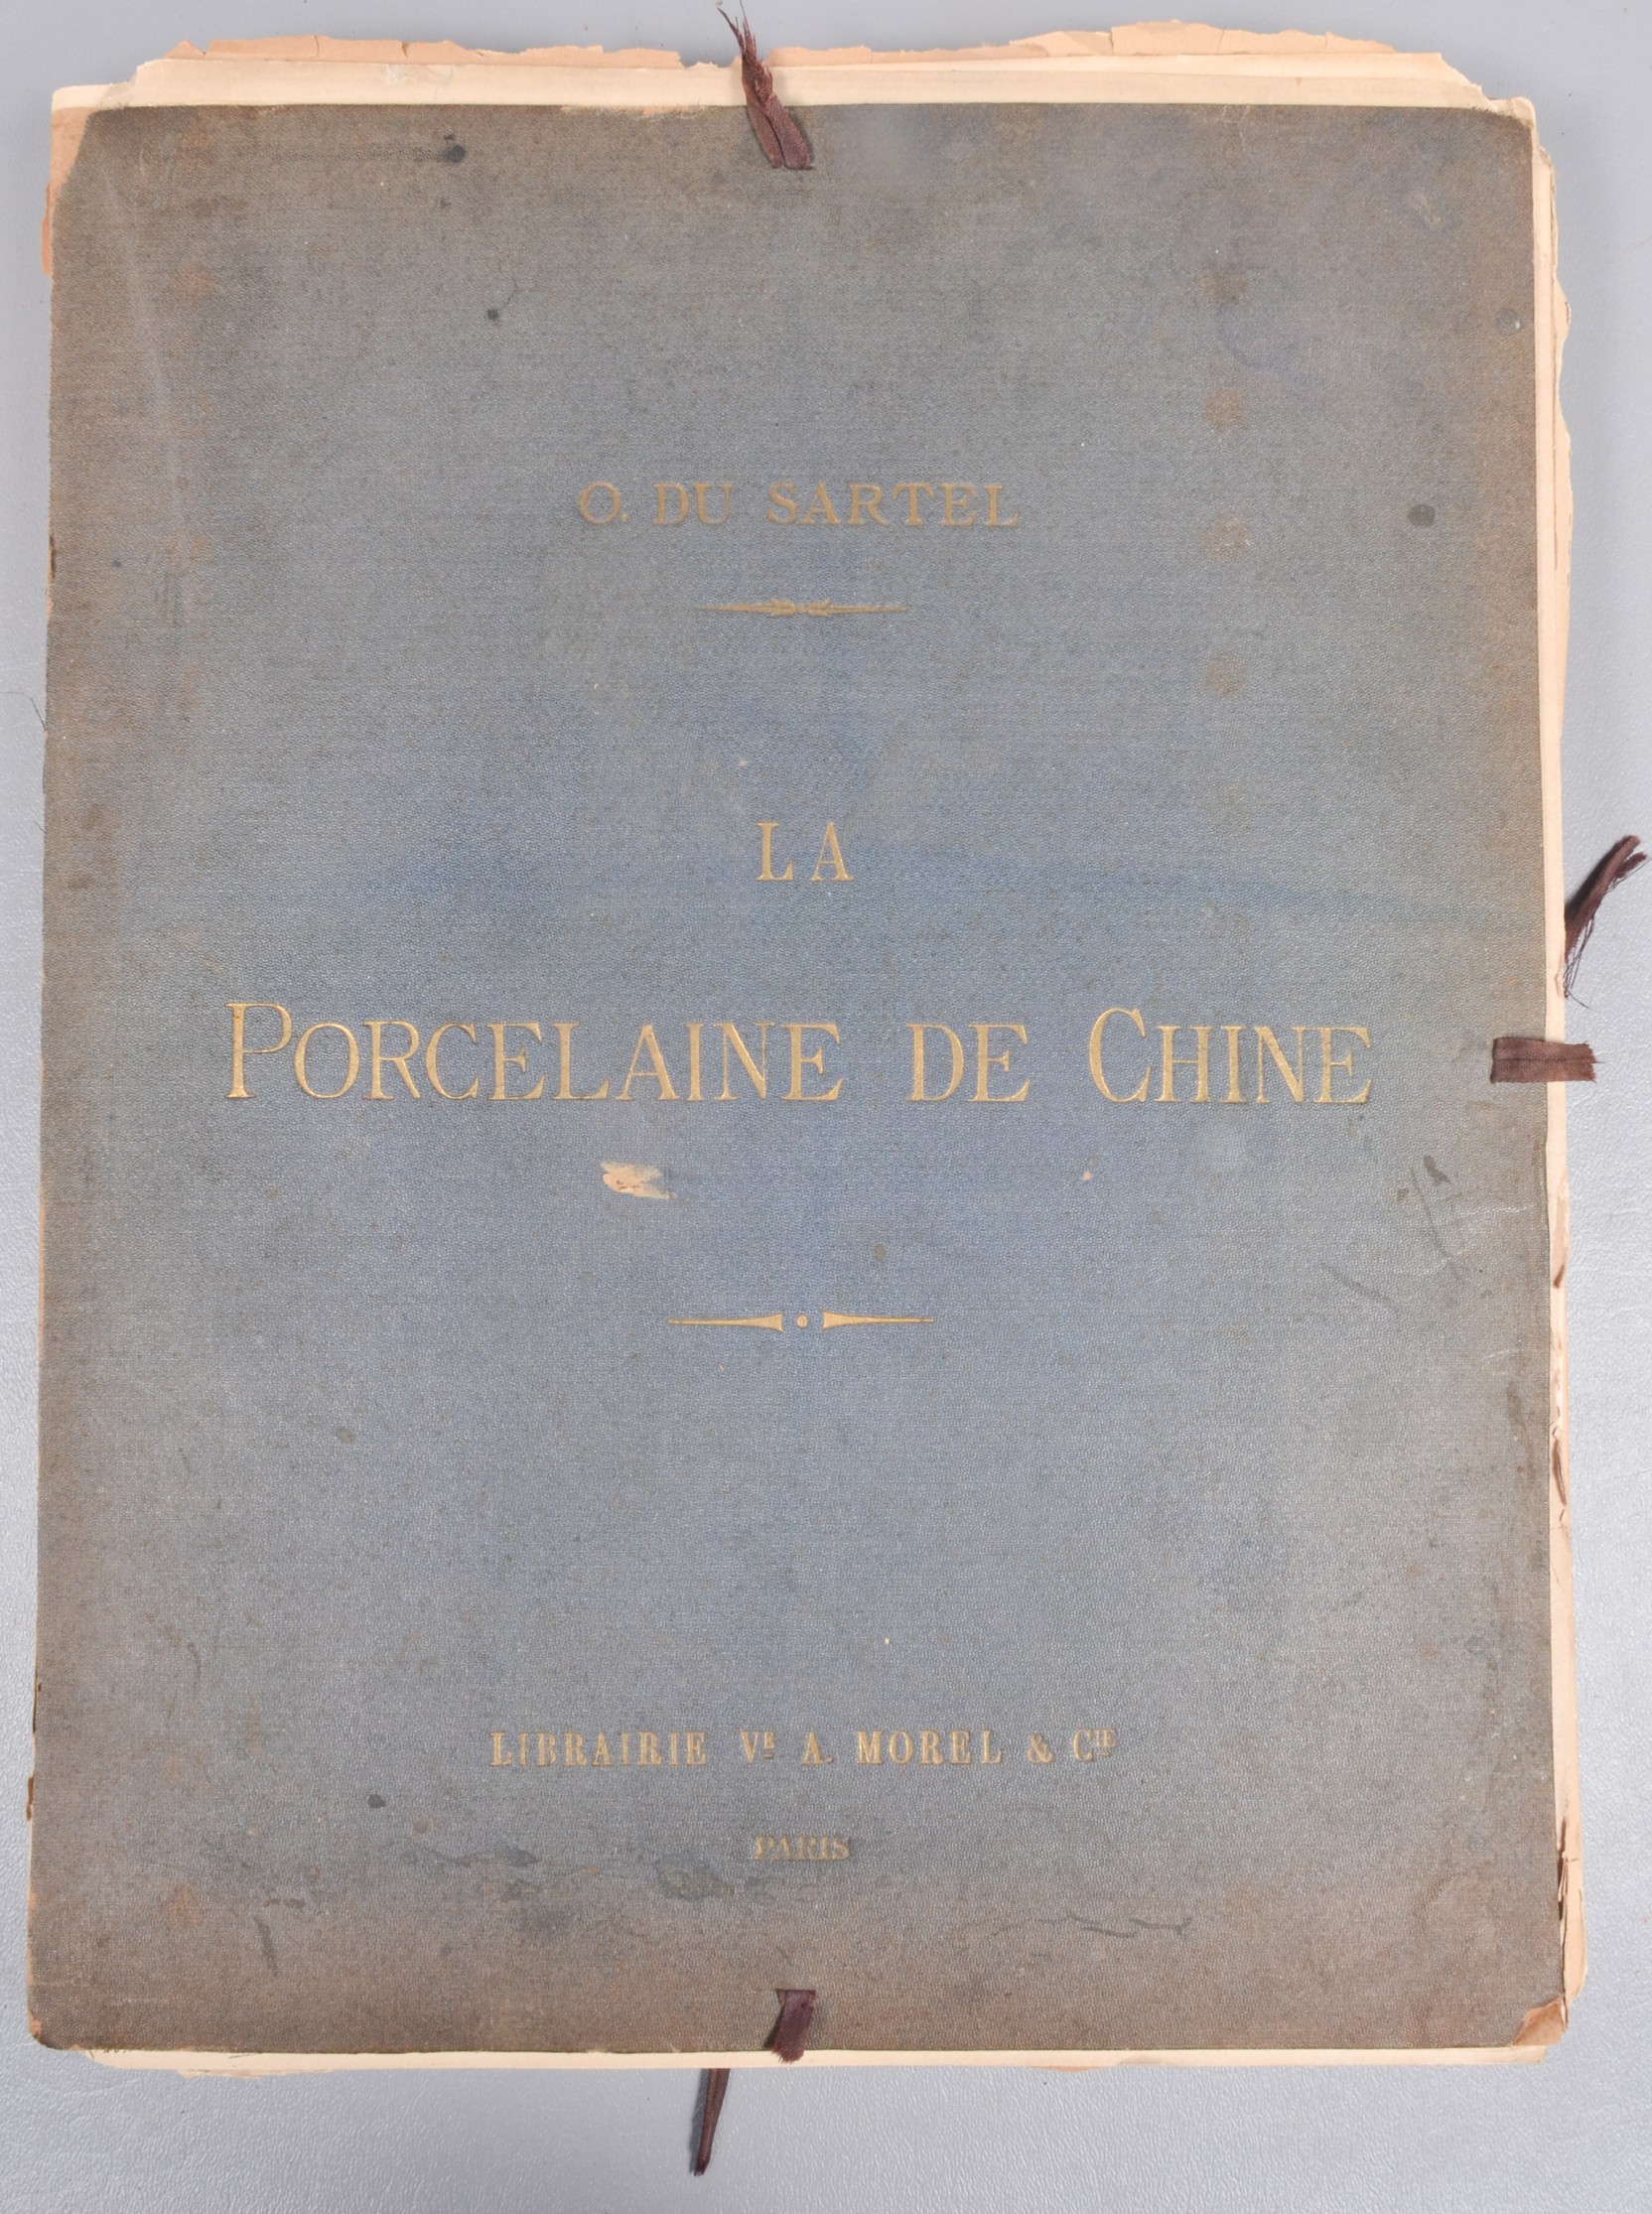 O. DU SARTEL
LA
PORCELAINE DE CHINE
LIBRAIRIE VE A. MOREL & CIE
PARIS